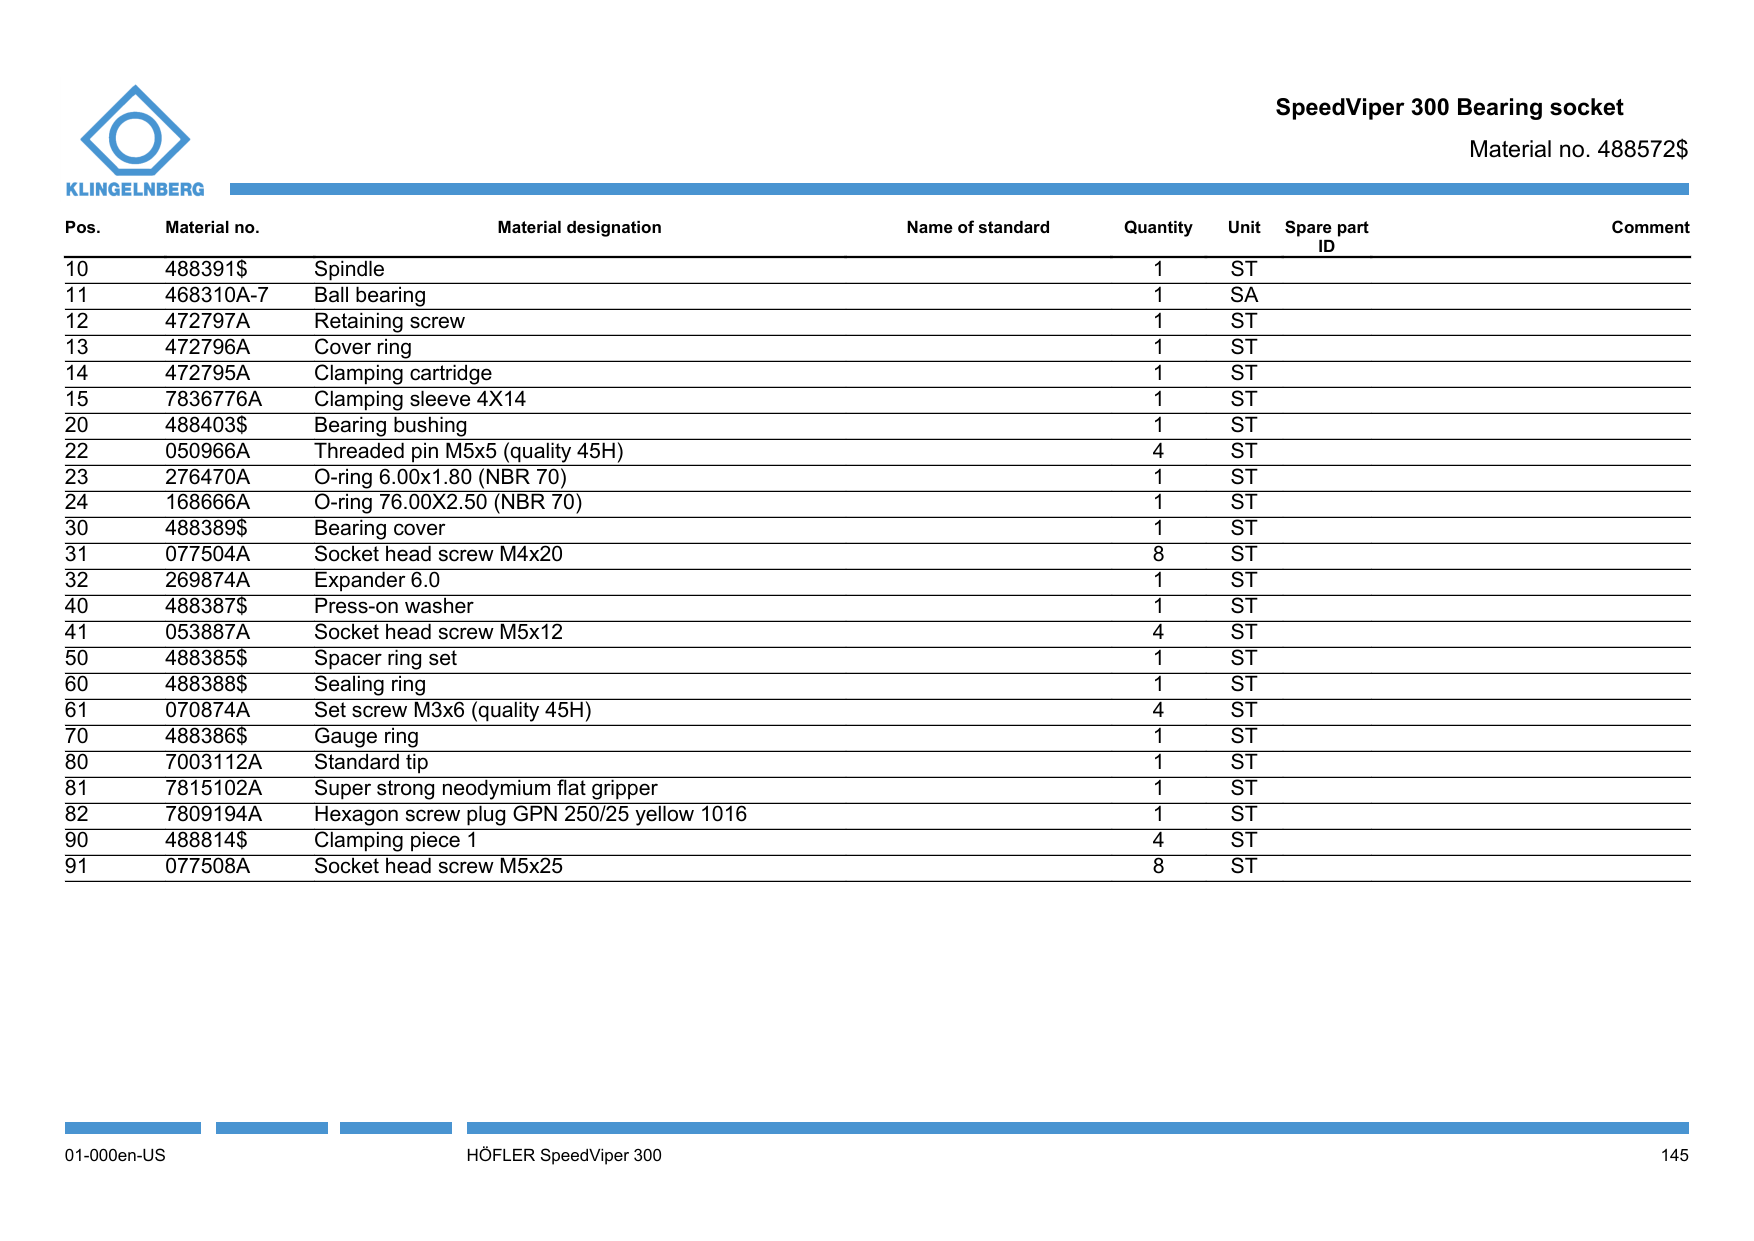 KLINGELNBERG
SpeedViper 300 Bearing socket
Material no. 488572$
Pos. Material no. Material designation Name of standard Quantity Unit Spare part ID Comment
10 488391$ Spindle 1 ST
11 468310A-7 Ball bearing 1 SA
12 472797A Retaining screw 1 ST
13 472796A Cover ring 1 ST
14 472795A Clamping cartridge 1 ST
15 7836776A Clamping sleeve 4X14 1 ST
20 488403$ Bearing bushing 1 ST
22 050966A Threaded pin M5x5 (quality 45H) 4 ST
23 276470A O-ring 6.00x1.80 (NBR 70) 1 ST
24 168666A O-ring 76.00X2.50 (NBR 70) 1 ST
30 488389$ Bearing cover 1 ST
31 077504A Socket head screw M4x20 8 ST
32 269874A Expander 6.0 1 ST
40 488387$ Press-on washer 1 ST
41 053887A Socket head screw M5x12 4 ST
50 488385$ Spacer ring set 1 ST
60 488388$ Sealing ring 1 ST
61 070874A Set screw M3x6 (quality 45H) 4 ST
70 488386$ Gauge ring 1 ST
80 7003112A Standard tip 1 ST
81 7815102A Super strong neodymium flat gripper 1 ST
82 7809194A Hexagon screw plug GPN 250/25 yellow 1016 1 ST
90 488814$ Clamping piece 1 4 ST
91 077508A Socket head screw M5x25 8 ST
01-000en-US HÖFLER SpeedViper 300 145